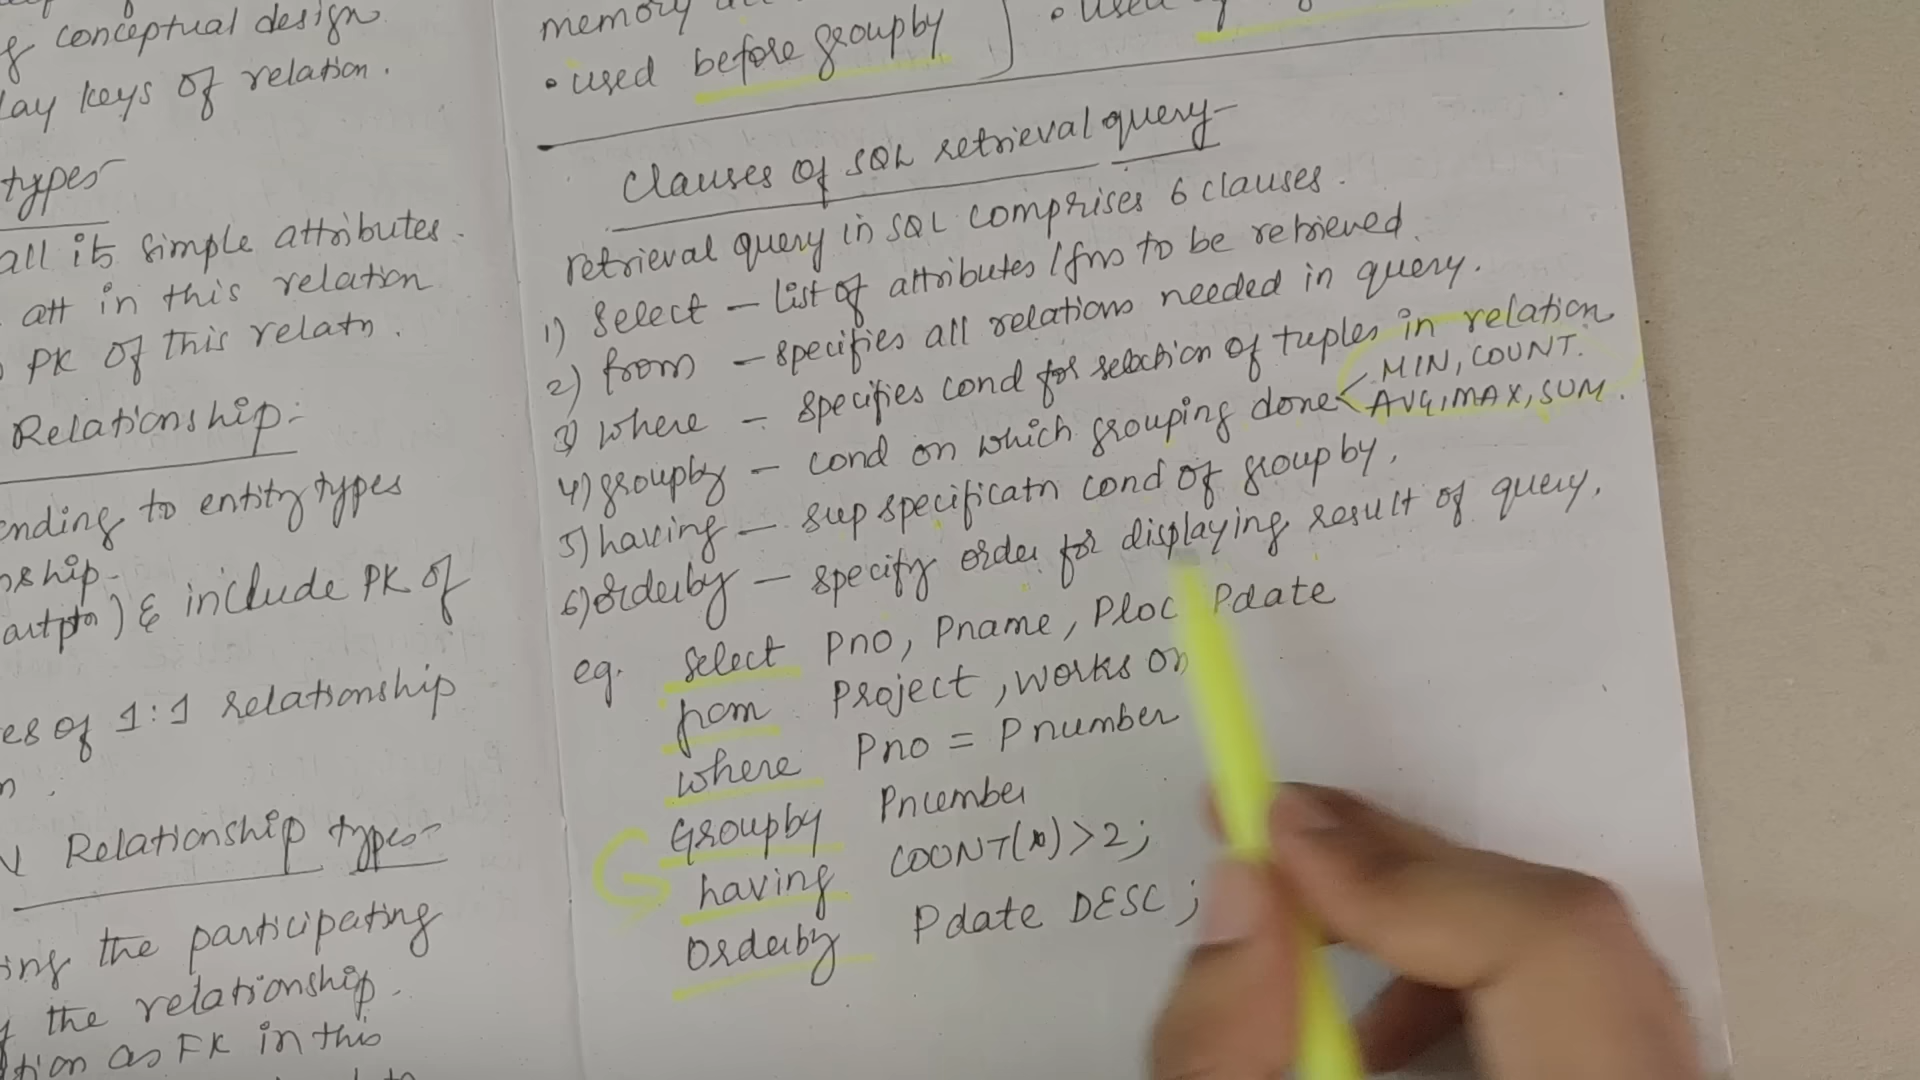 conceptual design
keys of relation.
types
all its simple attributes.
att in this relation
PK of this relatn.
Relationship:-
to entity types
& include PK of
of 1:1 relationship
Relationship types-
the participating
the relationship.
as FK in this
memory
• used before groupby
• used
Clauses of SQL retrieval query-
retrieval query in SQL comprises 6 clauses.
1) Select - list of attributes / fns to be retrieved.
2) from - specifies all relations needed in query.
3) where - specifies cond for selection of tuples in relation
4) groupby - cond on which grouping done < MIN, COUNT.
AVG, MAX, SUM.
5) having - sup specificatn cond of group by.
6) orderby - specify order for displaying result of query.
eg. Select Pno, Pname, Ploc Pdate
from Project, works on
where Pno = Pnumber
Groupby Pnumber
having COUNT(*) > 2;
Orderby Pdate DESC;